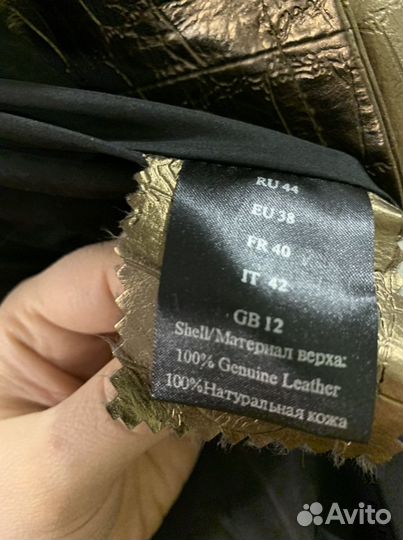 RU 44
EU 38
FR 40
IT 42
GB 12
Shell/Материал верха:
100% Genuine Leather
100%Натуральная кожа
Avito